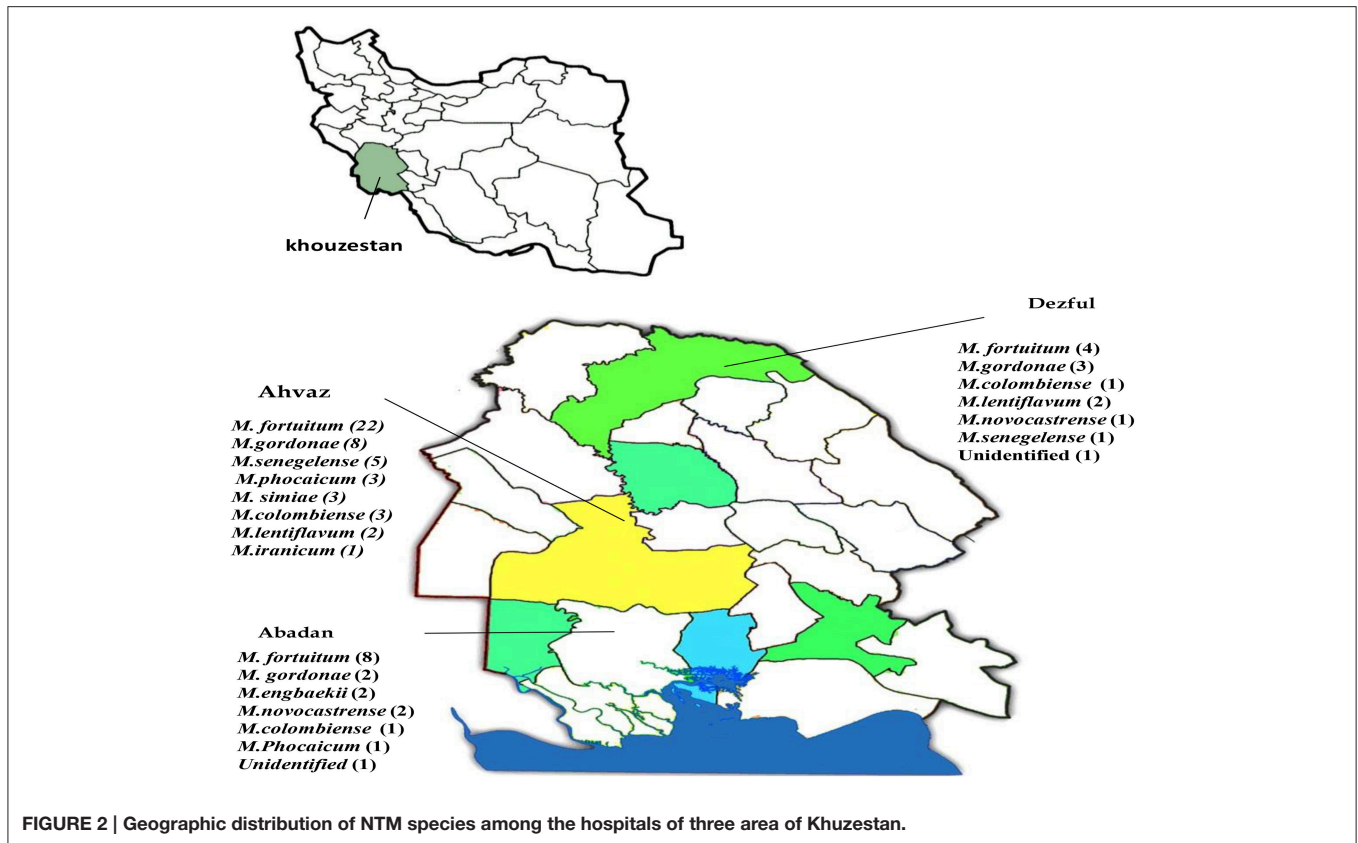 khouzestan
Dezful
M. fortuitum (4)
M.gordonae (3)
M.colombiense (1)
M.lentiflavum (2)
M.novocastrense (1)
M.senegelense (1)
Unidentified (1)
Ahvaz
M. fortuitum (22)
M.gordonae (8)
M.senegelense (5)
M.phocaicum (3)
M. simiae (3)
M.colombiense (3)
M.lentiflavum (2)
M.iranicum (1)
Abadan
M. fortuitum (8)
M. gordonae (2)
M.engbaekii (2)
M.novocastrense (2)
M.colombiense (1)
M.Phocaicum (1)
Unidentified (1)
FIGURE 2 | Geographic distribution of NTM species among the hospitals of three area of Khuzestan.